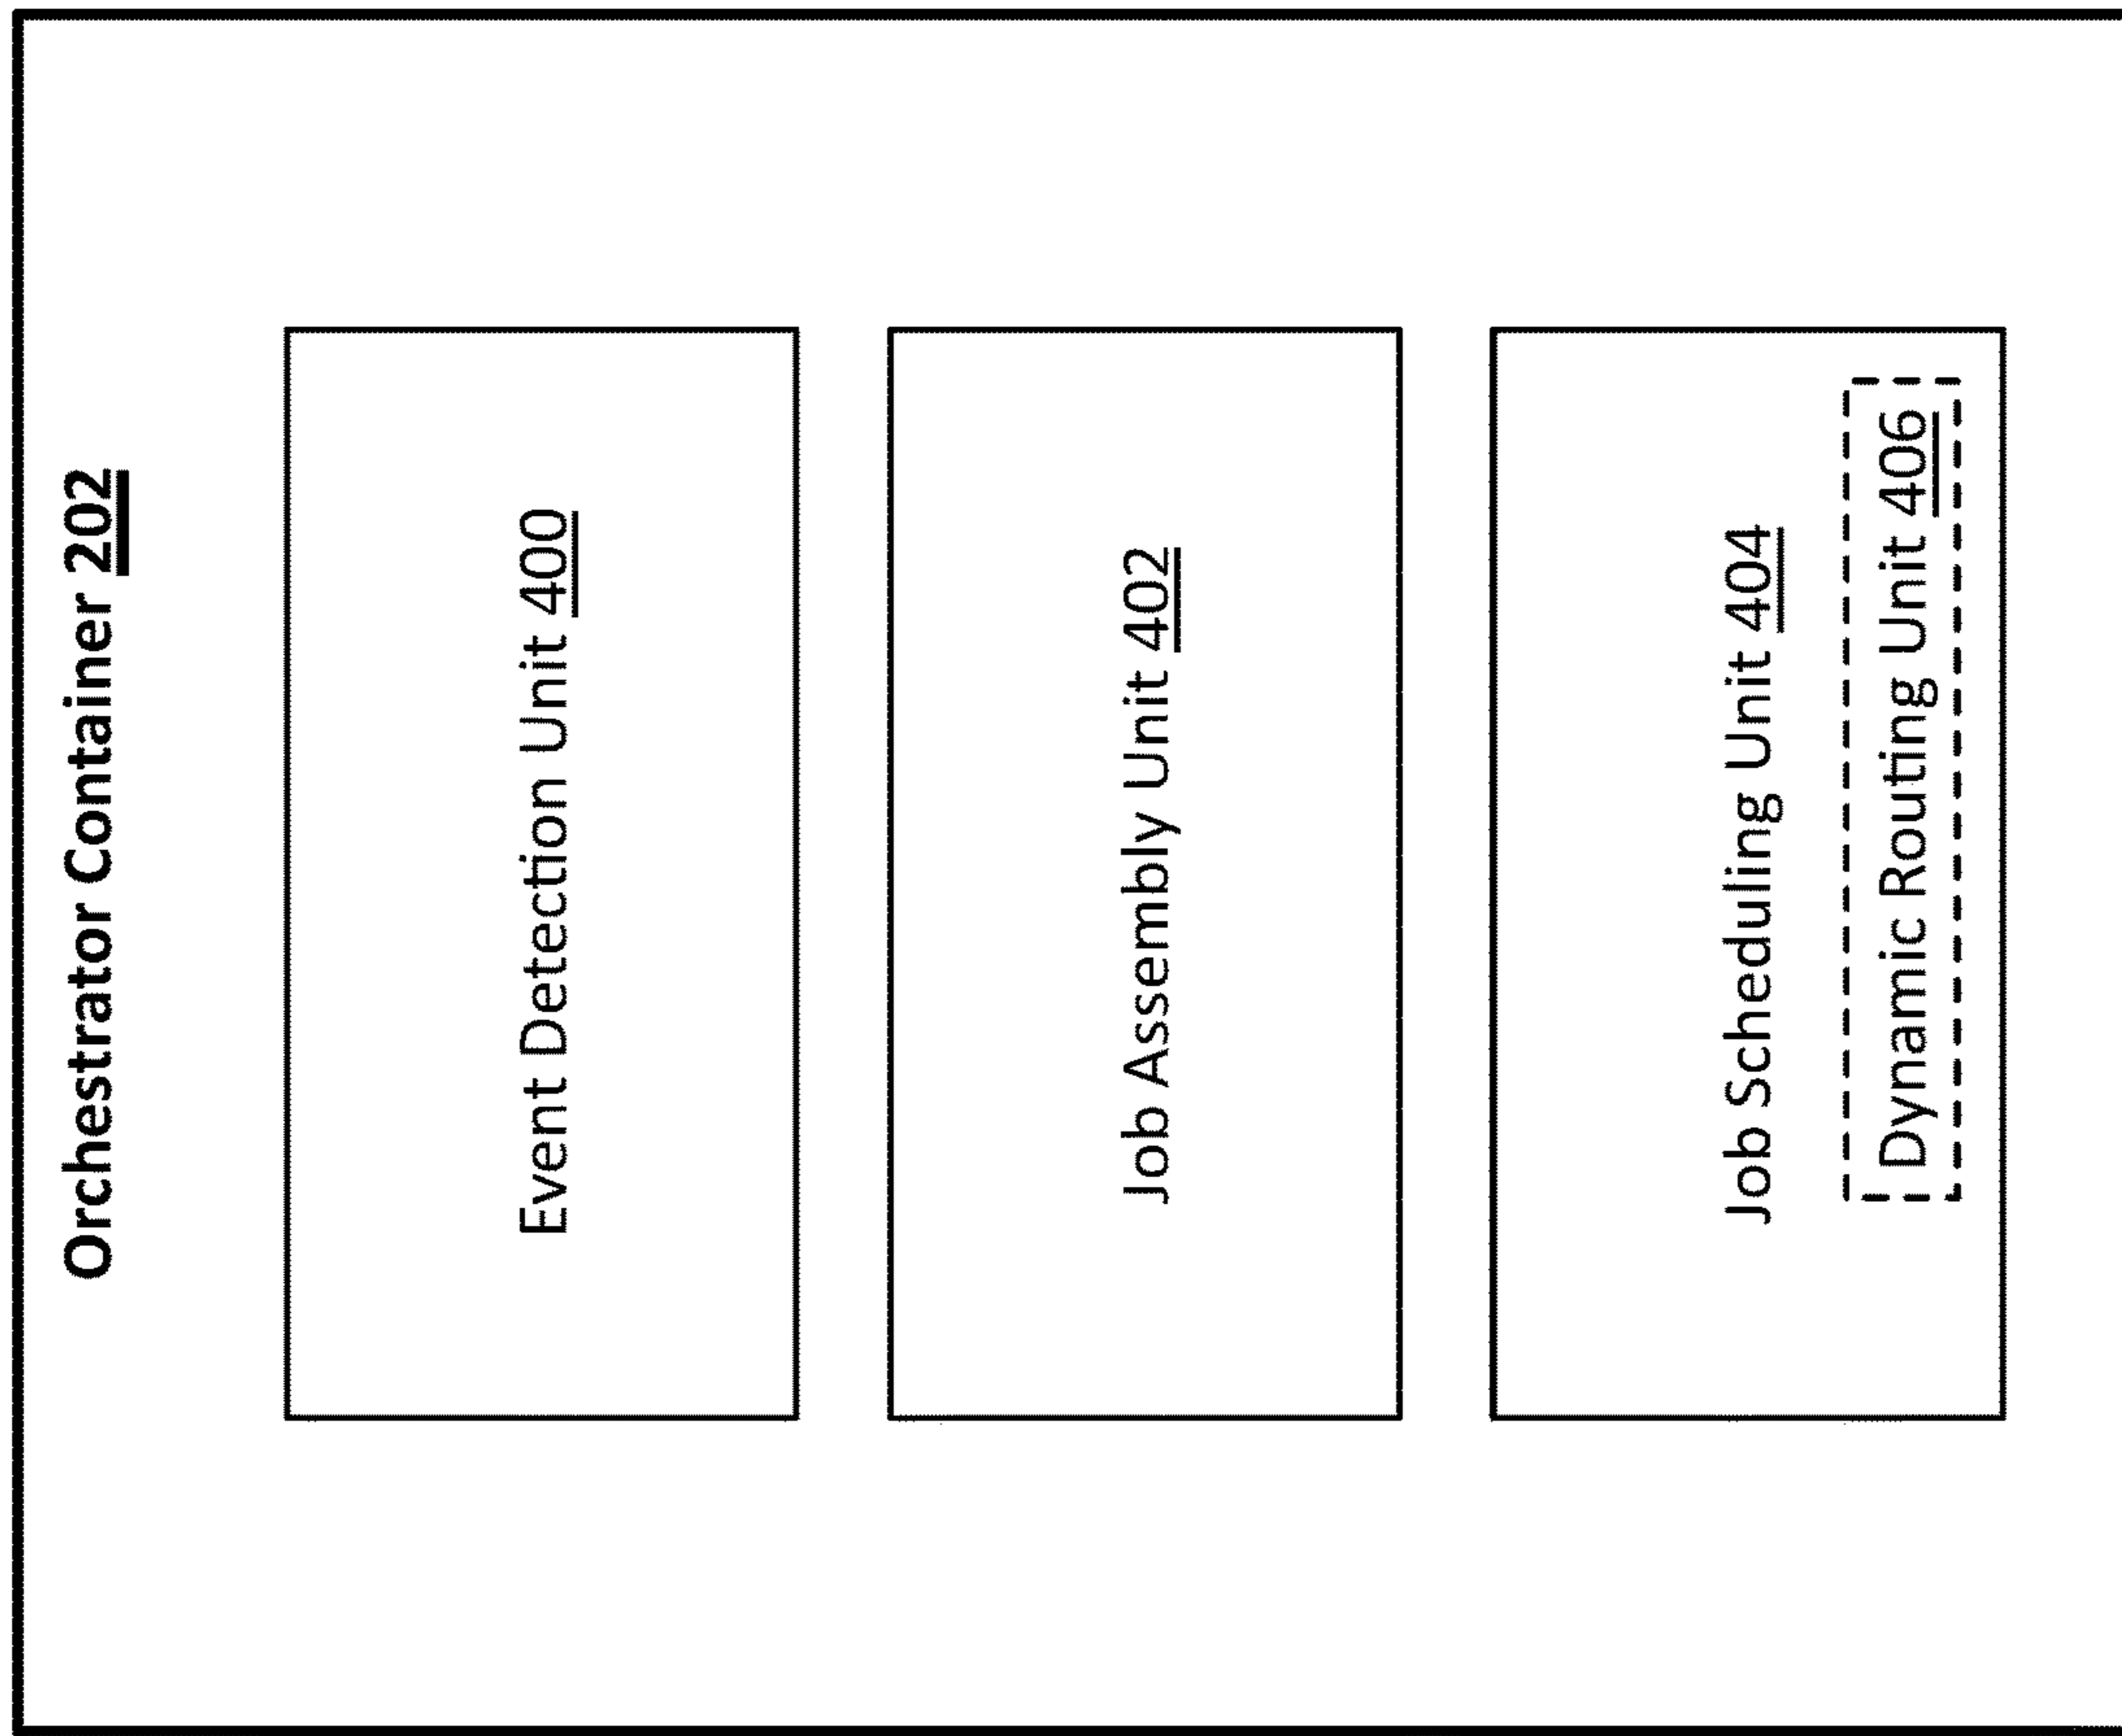 Orchestrator Container 202
Event Detection Unit 400
Job Assembly Unit 402
Job Scheduling Unit 404
Dynamic Routing Unit 406